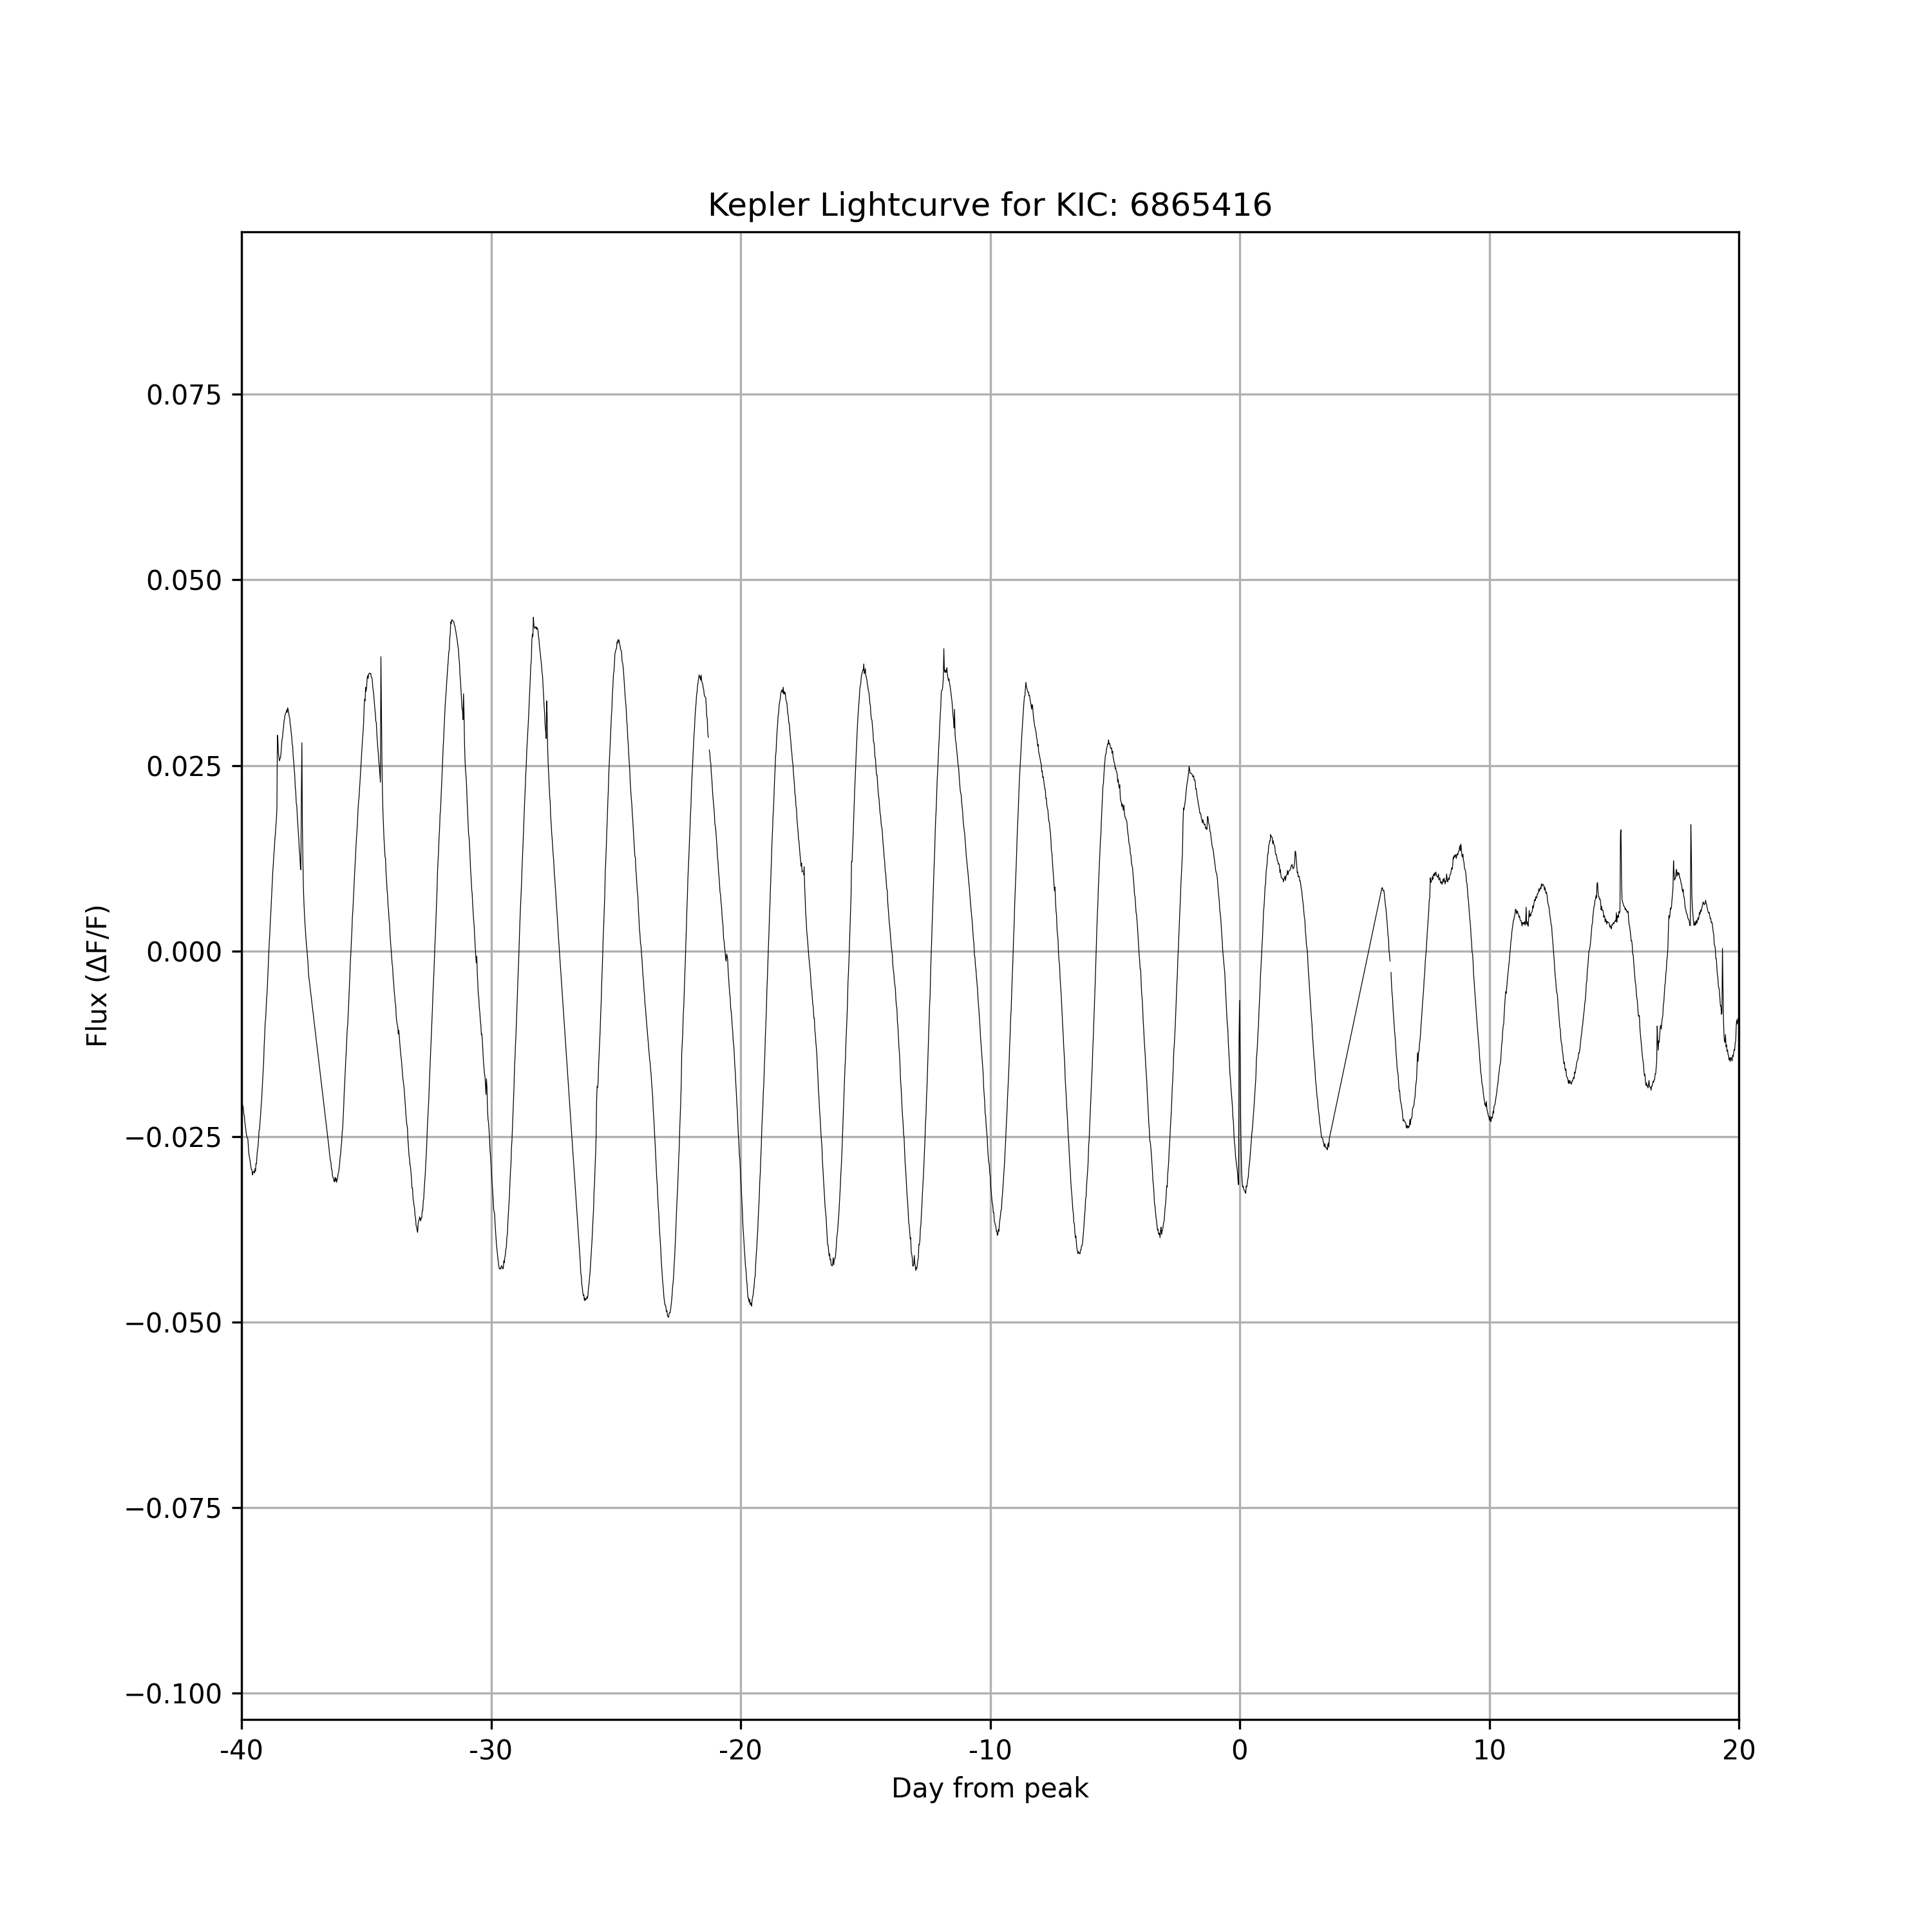 Kepler Lightcurve for KIC: 6865416
0.075
0.050
0.025
0.000
−0.025
−0.050
−0.075
−0.100
Flux (ΔF/F)
-40 -30 -20 -10 0 10 20
Day from peak